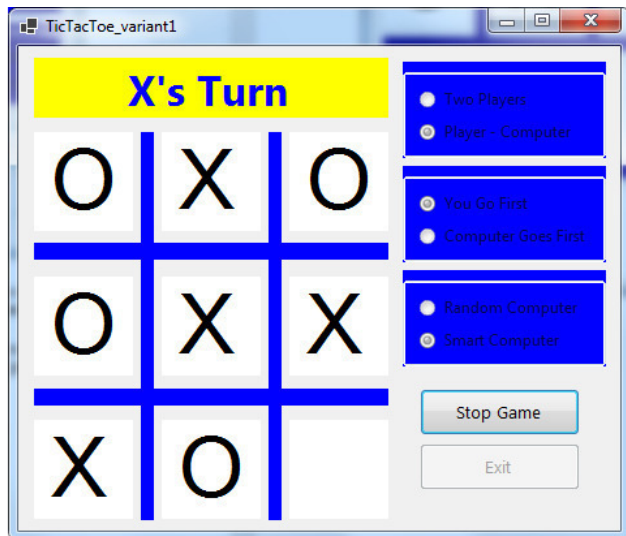 TicTacToe_variant1
X's Turn
O X O
O X X
X O
Two Players
Player - Computer
You Go First
Computer Goes First
Random Computer
Smart Computer
Stop Game
Exit